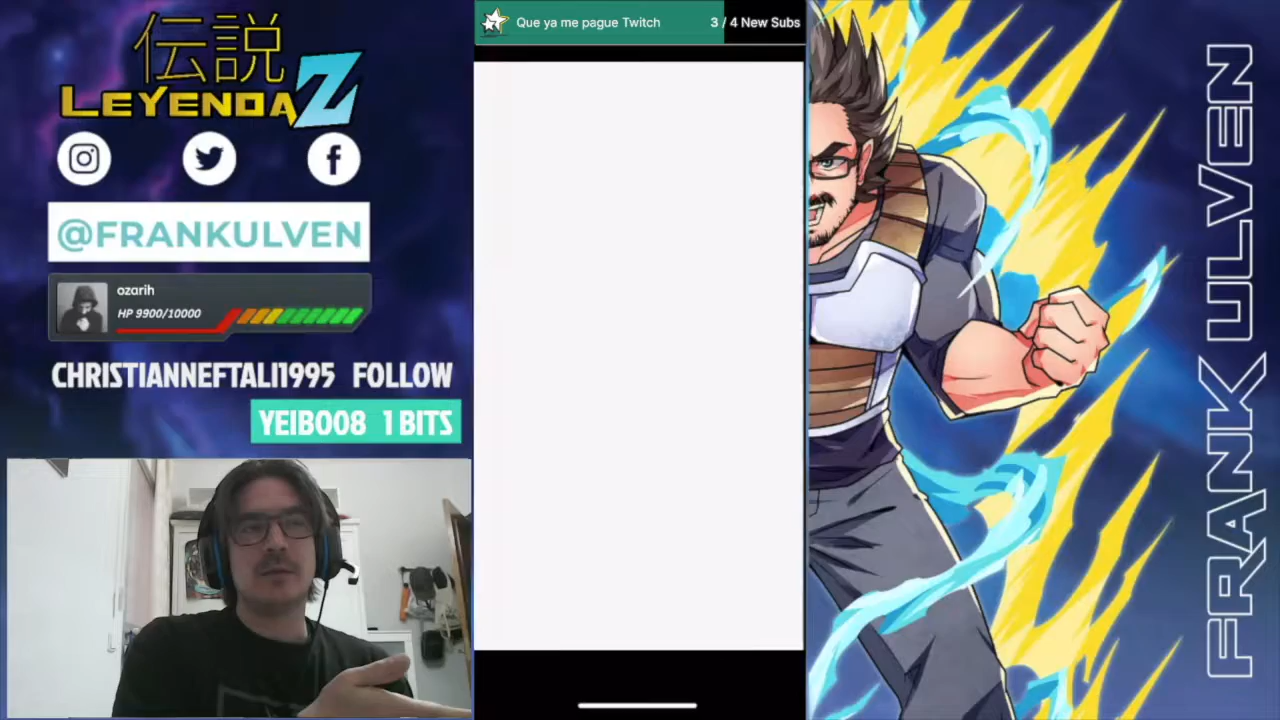 伝説
LEYENDA Z
@FRANKULVEN
ozarih
HP 9900/10000
CHRISTIANNEFTALI1995 FOLLOW
YEIBO08 1 BITS
Que ya me pague Twitch 3 / 4 New Subs
FRANK ULVEN